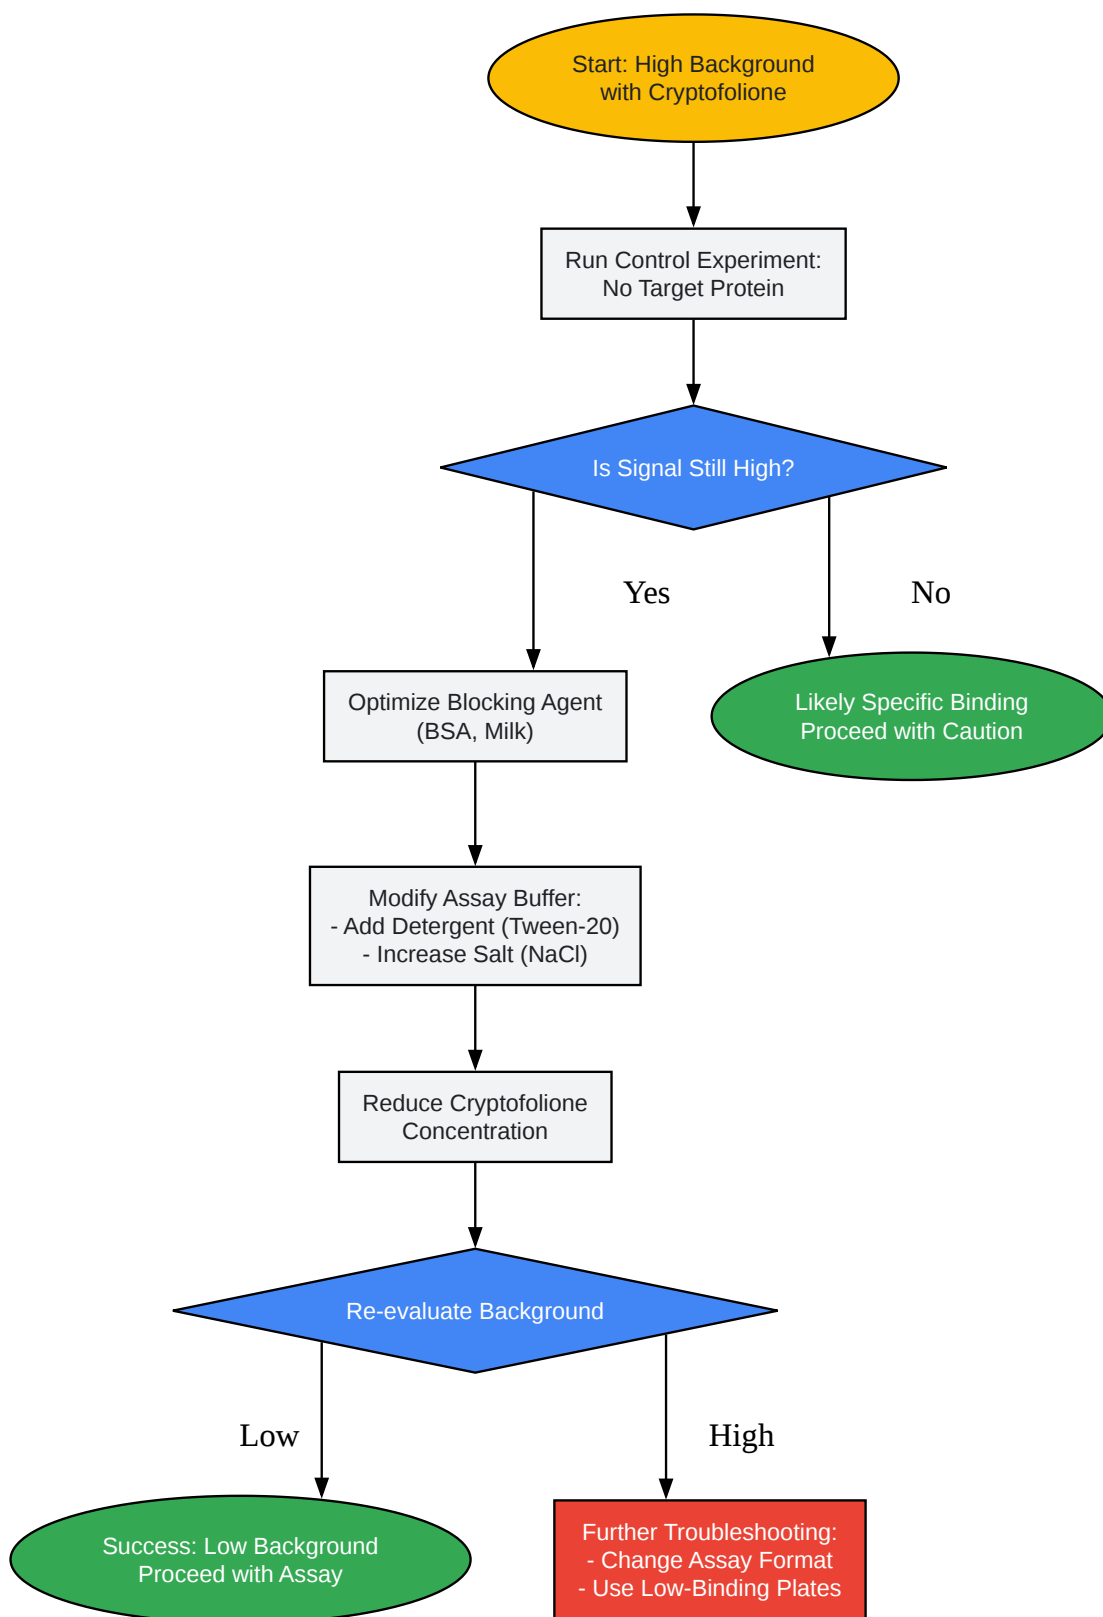 Start: High Background
with Cryptofolione
Run Control Experiment:
No Target Protein
Is Signal Still High?
Yes
No
Optimize Blocking Agent
(BSA, Milk)
Likely Specific Binding
Proceed with Caution
Modify Assay Buffer:
- Add Detergent (Tween-20)
- Increase Salt (NaCl)
Reduce Cryptofolione
Concentration
Re-evaluate Background
Low
High
Success: Low Background
Proceed with Assay
Further Troubleshooting:
- Change Assay Format
- Use Low-Binding Plates